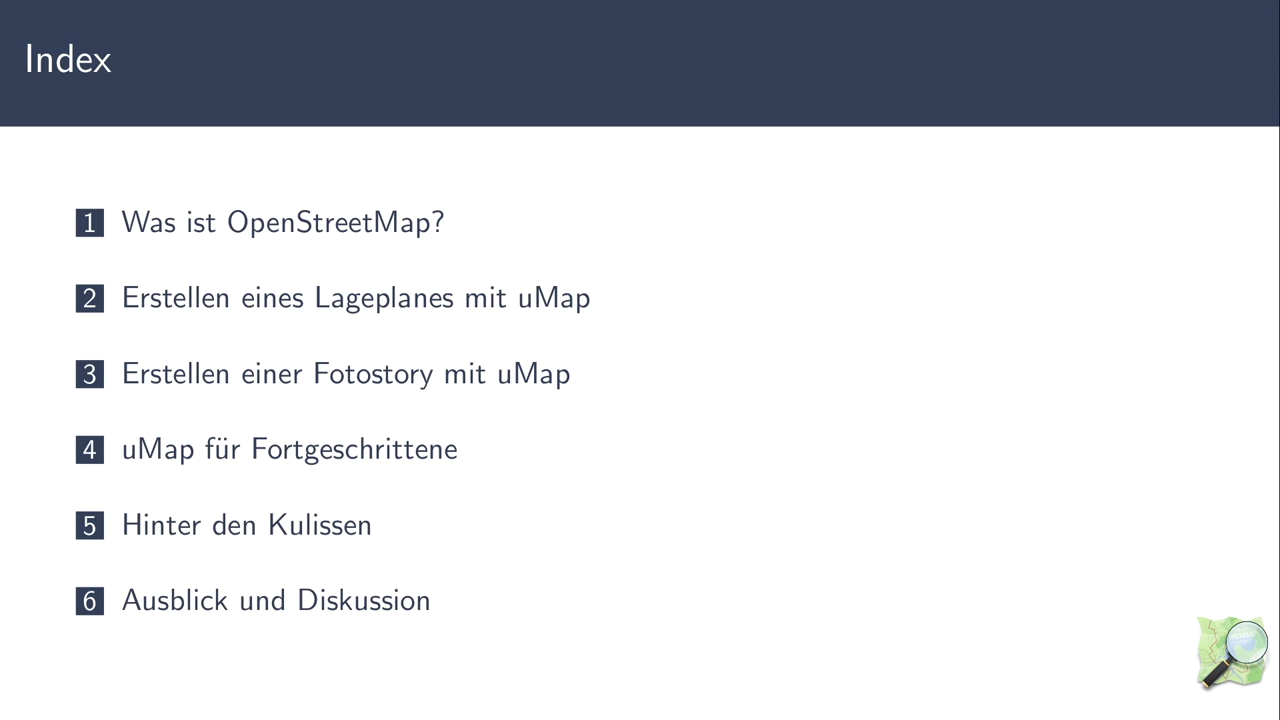 Index
1 Was ist OpenStreetMap?
2 Erstellen eines Lageplanes mit uMap
3 Erstellen einer Fotostory mit uMap
4 uMap für Fortgeschrittene
5 Hinter den Kulissen
6 Ausblick und Diskussion